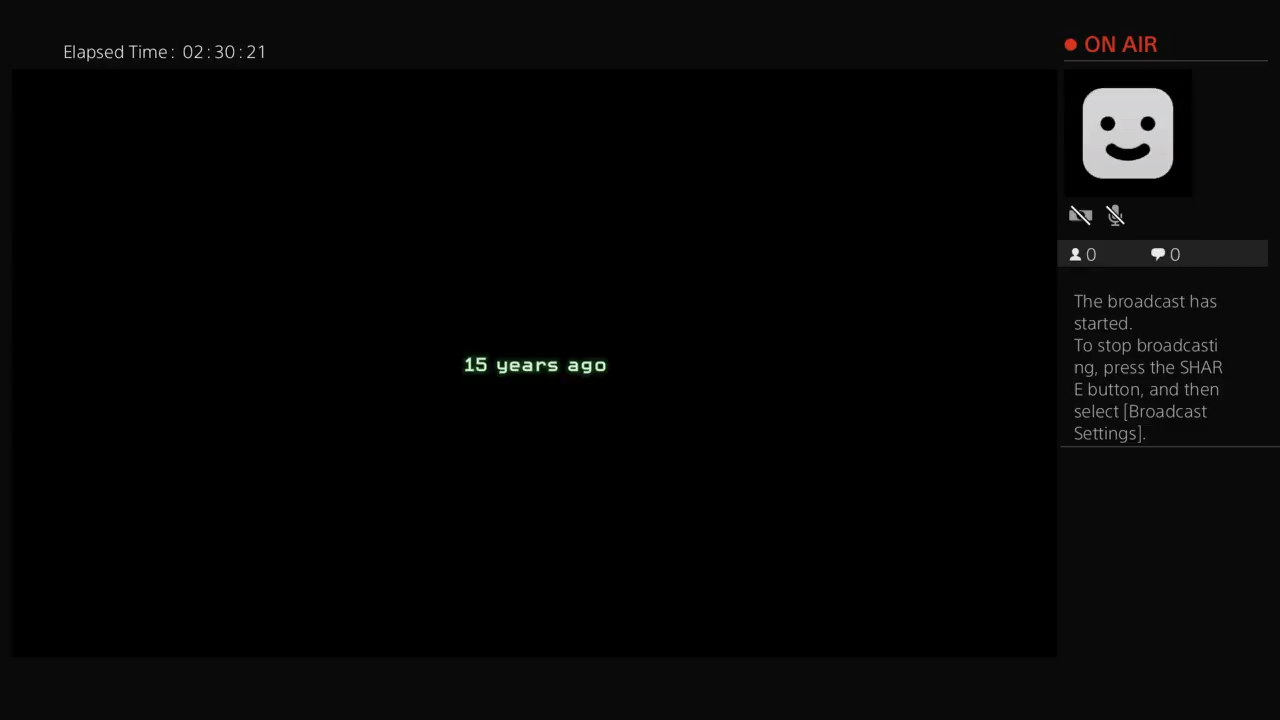 Elapsed Time: 02:30:21
ON AIR
0 0
The broadcast has
started.
To stop broadcasti
ng, press the SHAR
E button, and then
select [Broadcast
Settings].
15 years ago